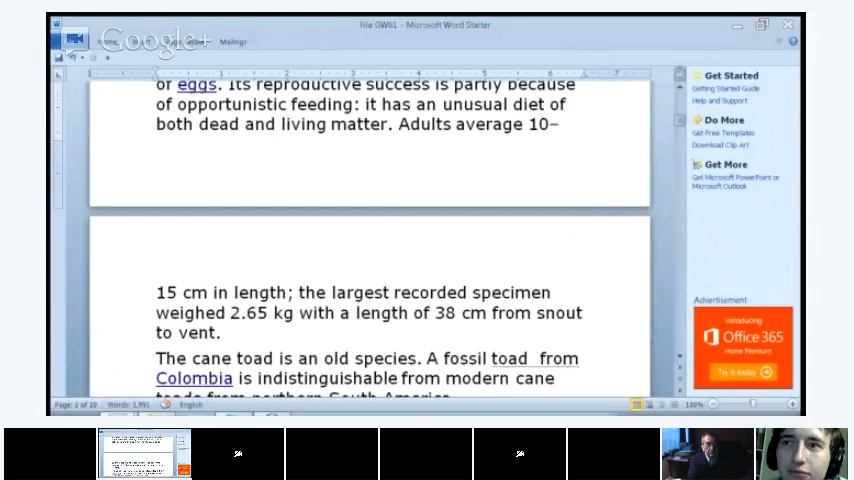 File GW61 - Microsoft Word Starter
Google+
Home
Mailings
Get Started
Getting Started Guide
Help and Support
Do More
Get Free Templates
Download Clip Art
Get More
Get Microsoft PowerPoint or
Microsoft Outlook
of eggs. Its reproductive success is partly because
of opportunistic feeding: it has an unusual diet of
both dead and living matter. Adults average 10–
15 cm in length; the largest recorded specimen
weighed 2.65 kg with a length of 38 cm from snout
to vent.
The cane toad is an old species. A fossil toad from
Colombia is indistinguishable from modern cane
toads from northern South America
Advertisement
Introducing
Office 365
Home Premium
Try it today
Words: 1,951
English
100%